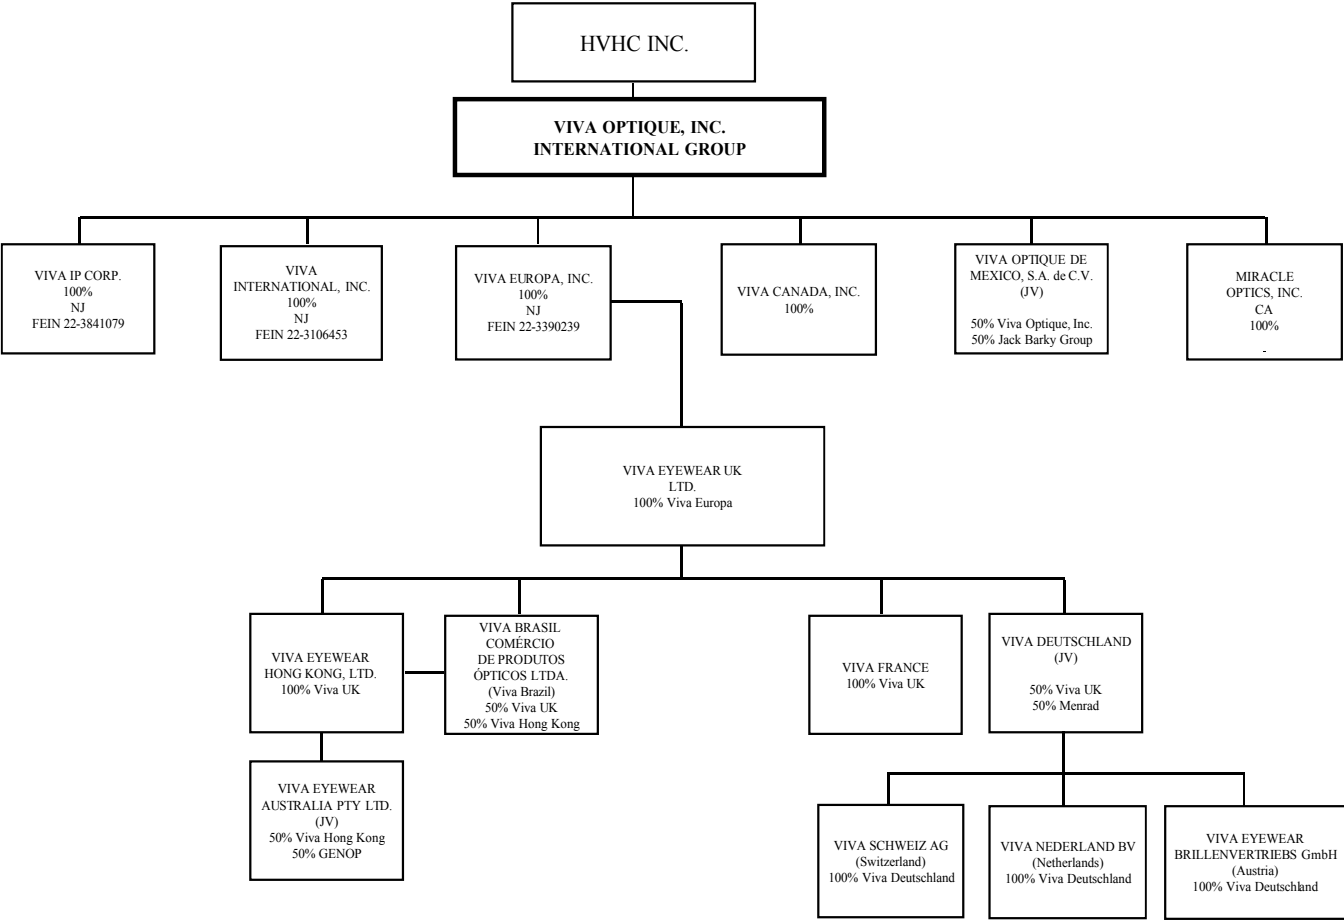 HVHC INC.
VIVA OPTIQUE, INC.
INTERNATIONAL GROUP
VIVA IP CORP.
100%
NJ
FEIN 22-3841079
VIVA
INTERNATIONAL, INC.
100%
NJ
FEIN 22-3106453
VIVA EUROPA, INC.
100%
NJ
FEIN 22-3390239
VIVA CANADA, INC.
100%
VIVA OPTIQUE DE
MEXICO, S.A. de C.V.
(JV)
50% Viva Optique, Inc.
50% Jack Barky Group
MIRACLE
OPTICS, INC.
CA
100%
-
VIVA EYEWEAR UK
LTD.
100% Viva Europa
VIVA EYEWEAR
HONG KONG, LTD.
100% Viva UK
VIVA BRASIL
COMÉRCIO
DE PRODUTOS
ÓPTICOS LTDA.
(Viva Brazil)
50% Viva UK
50% Viva Hong Kong
VIVA FRANCE
100% Viva UK
VIVA DEUTSCHLAND
(JV)
50% Viva UK
50% Menrad
VIVA EYEWEAR
AUSTRALIA PTY LTD.
(JV)
50% Viva Hong Kong
50% GENOP
VIVA SCHWEIZ AG
(Switzerland)
100% Viva Deutschland
VIVA NEDERLAND BV
(Netherlands)
100% Viva Deutschland
VIVA EYEWEAR
BRILLENVERTRIEBS GmbH
(Austria)
100% Viva Deutschland